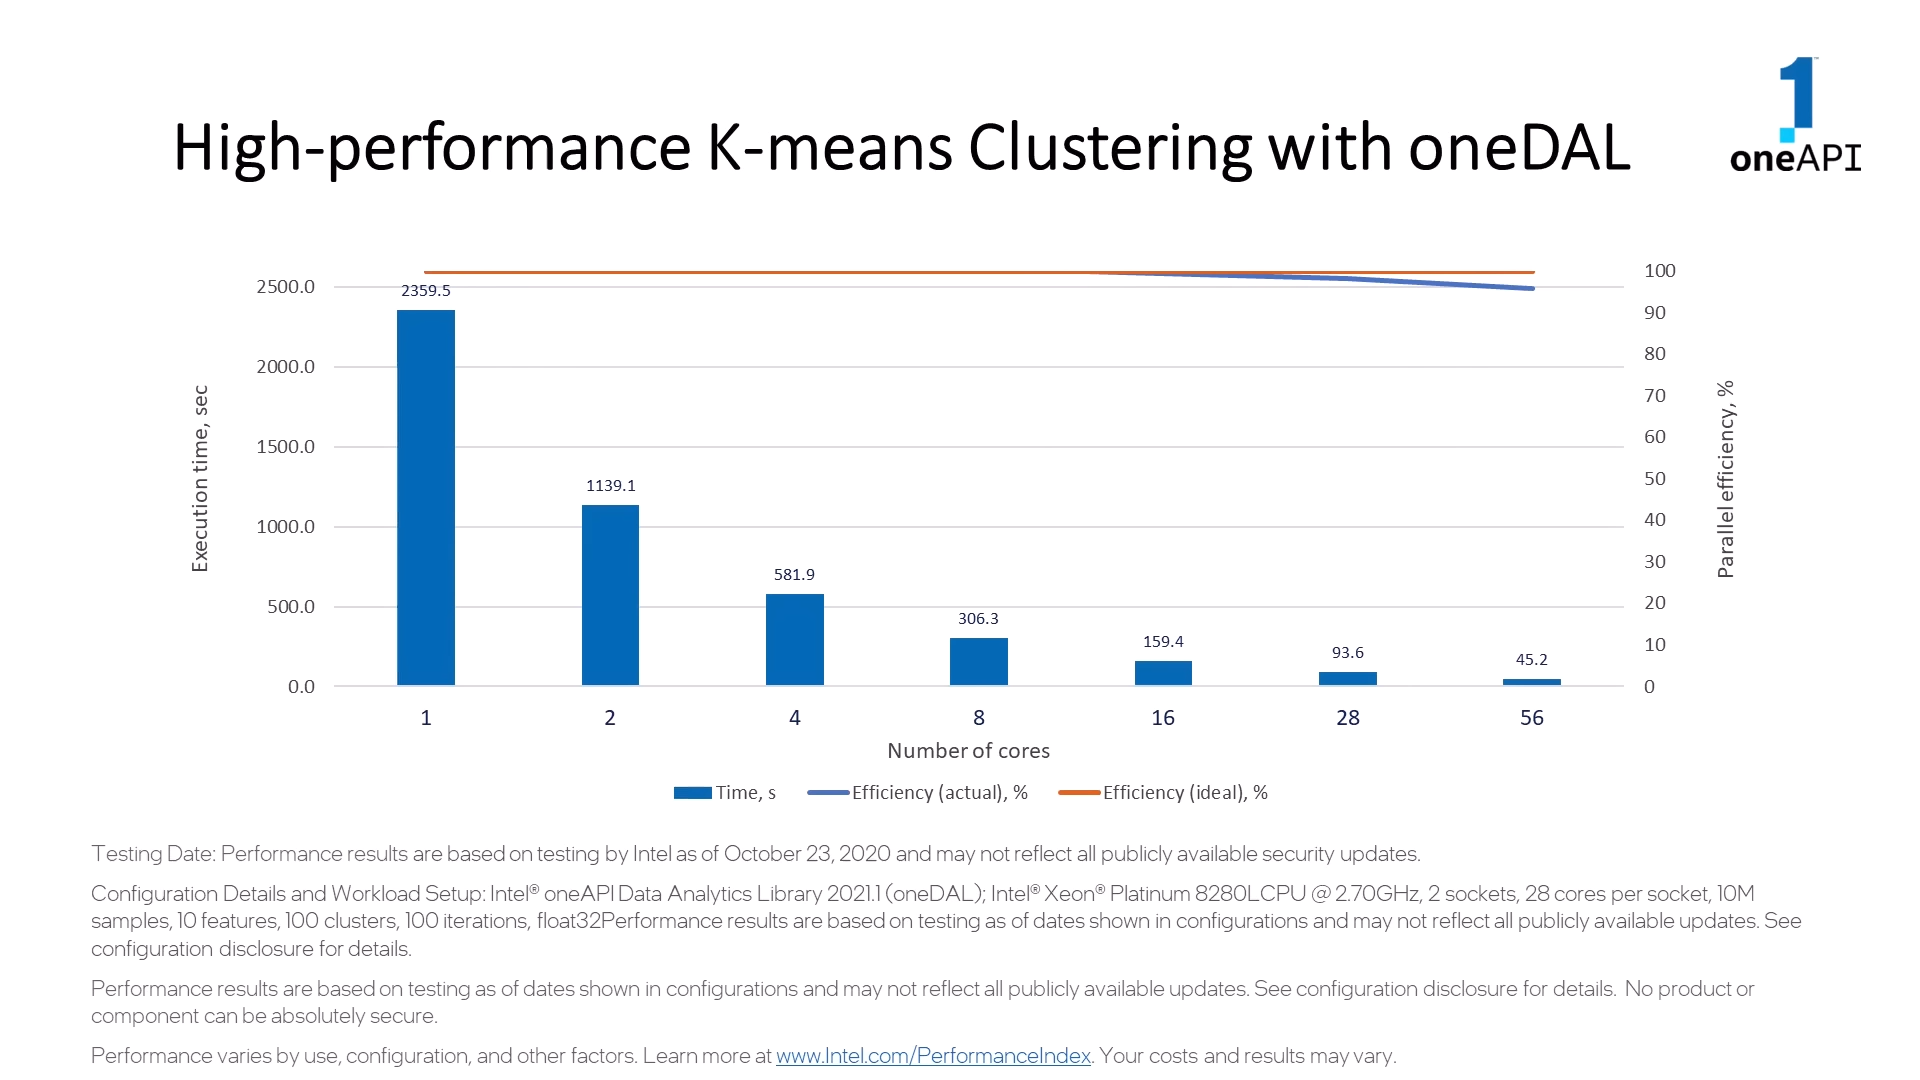 1™
oneAPI
High-performance K-means Clustering with oneDAL
2500.0
2000.0
1500.0
1000.0
500.0
0.0
Execution time, sec
2359.5
1139.1
581.9
306.3
159.4
93.6
45.2
100
90
80
70
60
50
40
30
20
10
0
Parallel efficiency, %
1 2 4 8 16 28 56
Number of cores
Time, s Efficiency (actual), % Efficiency (ideal), %
Testing Date: Performance results are based on testing by Intel as of October 23, 2020 and may not reflect all publicly available security updates.
Configuration Details and Workload Setup: Intel® oneAPI Data Analytics Library 2021.1 (oneDAL); Intel® Xeon® Platinum 8280LCPU @ 2.70GHz, 2 sockets, 28 cores per socket, 10M
samples, 10 features, 100 clusters, 100 iterations, float32Performance results are based on testing as of dates shown in configurations and may not reflect all publicly available updates. See
configuration disclosure for details.
Performance results are based on testing as of dates shown in configurations and may not reflect all publicly available updates. See configuration disclosure for details. No product or
component can be absolutely secure.
Performance varies by use, configuration, and other factors. Learn more at www.Intel.com/PerformanceIndex. Your costs and results may vary.